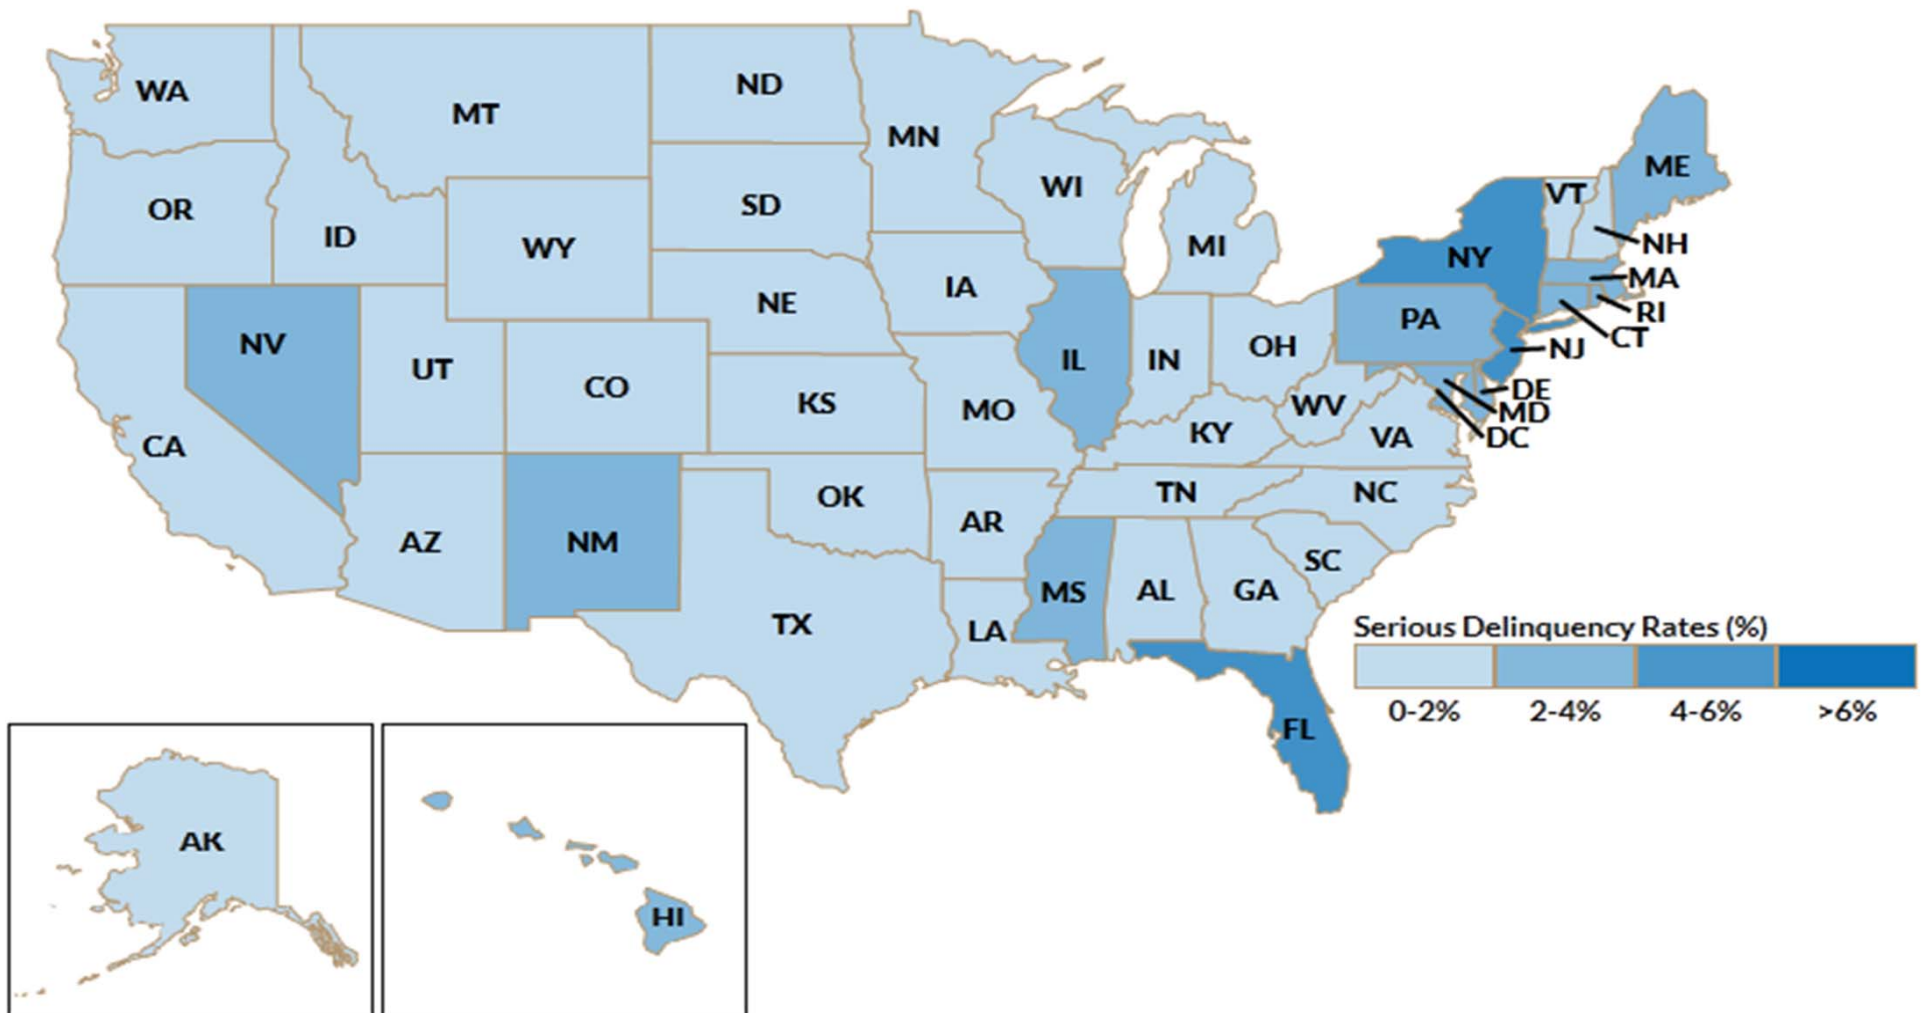 WA
MT
ND
MN
OR
ID
WY
SD
WI
MI
ME
VT
NY
NH
MA
RI
CT
NJ
PA
DE
MD
DC
NV
UT
CO
NE
IA
IL
IN
OH
WV
VA
KY
KS
MO
CA
AZ
NM
OK
AR
TN
NC
SC
MS
AL
GA
TX
LA
FL
Serious Delinquency Rates (%)
0-2% 2-4% 4-6% >6%
AK
HI